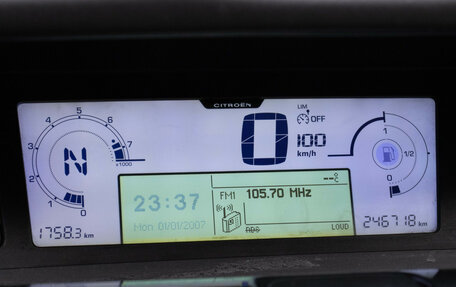 CITROËN
4 5 6 7
3
2
1
0
x1000
N
1758.3 km
0
LIM
OFF
100
km/h
1
1/2
0
246718 km
23:37
Mon 01/01/2007
FM1 105.70 MHz
RDS
LOUD